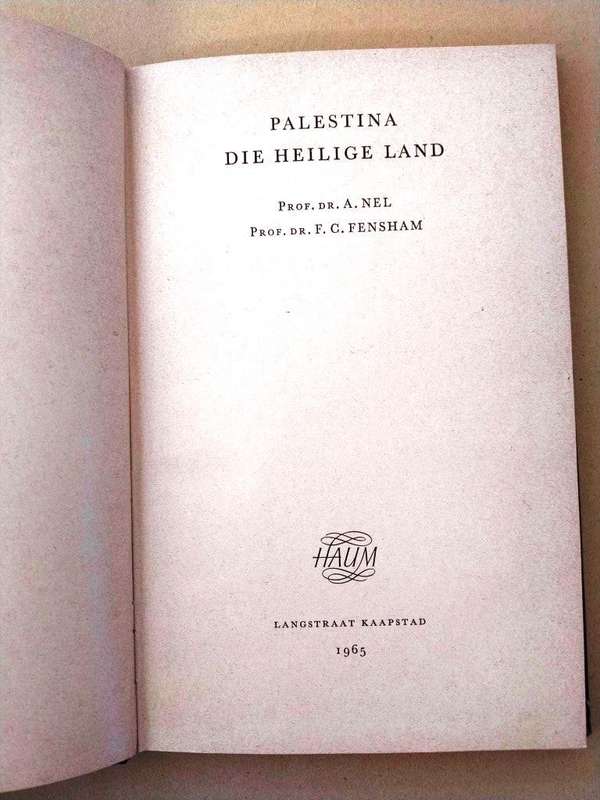 PALESTINA
DIE HEILIGE LAND
PROF. DR. A. NEL
PROF. DR. F. C. FENSHAM
HAUM
LANGSTRAAT KAAPSTAD
1965